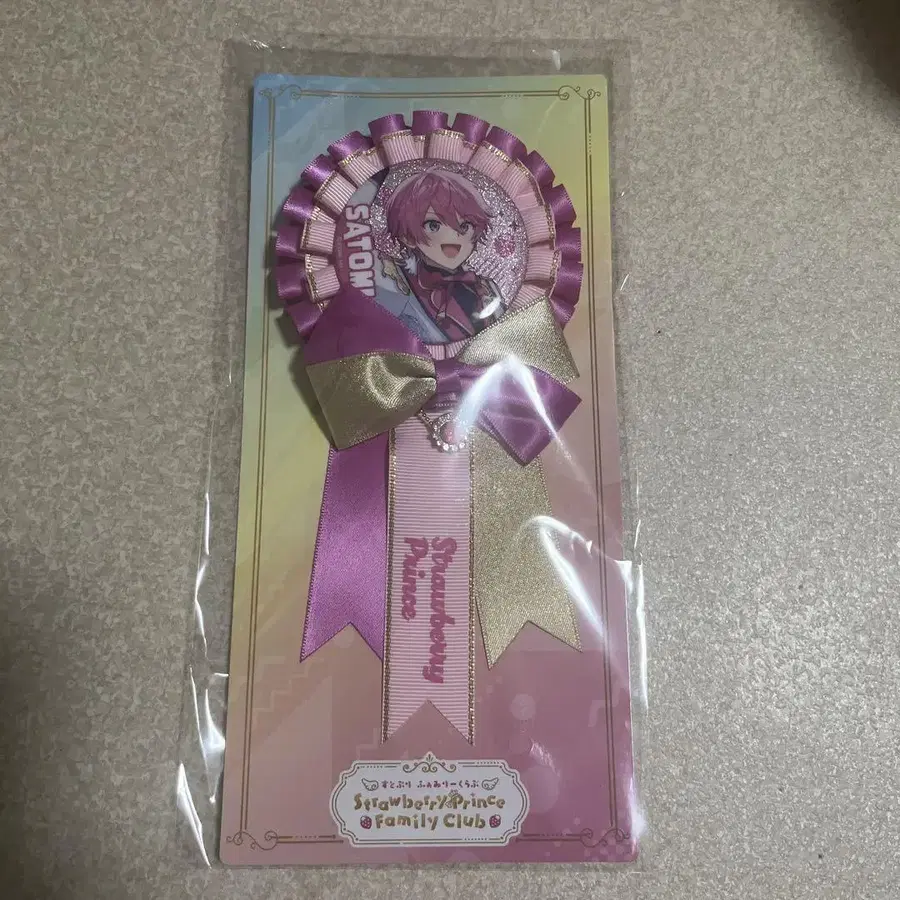 SATOMI
Strawberry
Prince
すとぷり ふぁみりーくらぶ
Strawberry Prince
Family Club